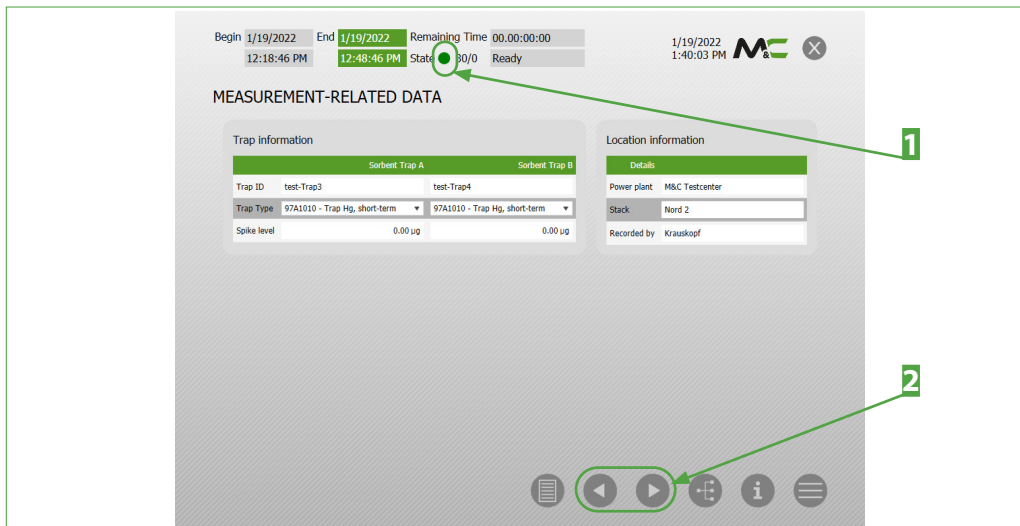 Begin 1/19/2022 End 1/19/2022 Remaining Time 00.00:00:00
12:18:46 PM 12:48:46 PM State 30/0 Ready
1/19/2022
1:40:03 PM M&C X
MEASUREMENT-RELATED DATA
1
Trap information
Sorbent Trap A Sorbent Trap B
Trap ID test-Trap3 test-Trap4
Trap Type 97A1010 - Trap Hg, short-term 97A1010 - Trap Hg, short-term
Spike level 0.00 µg 0.00 µg
Location information
Details
Power plant M&C Testcenter
Stack Nord 2
Recorded by Krauskopf
2
i